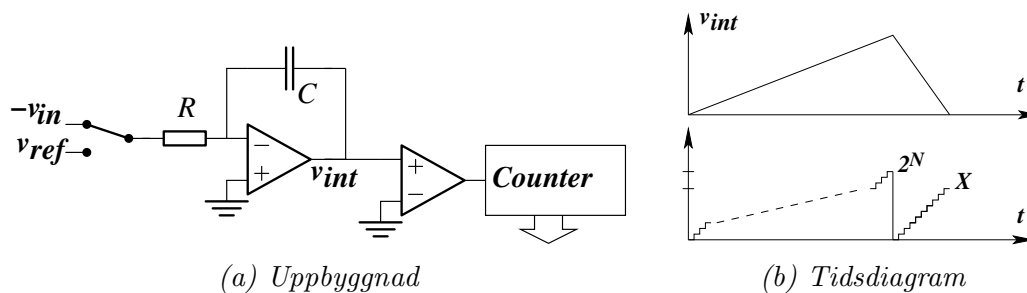 −v_in
v_ref
R
C
v_int
−
+
+
−
Counter
(a) Uppbyggnad
v_int
t
2^N
X
t
(b) Tidsdiagram